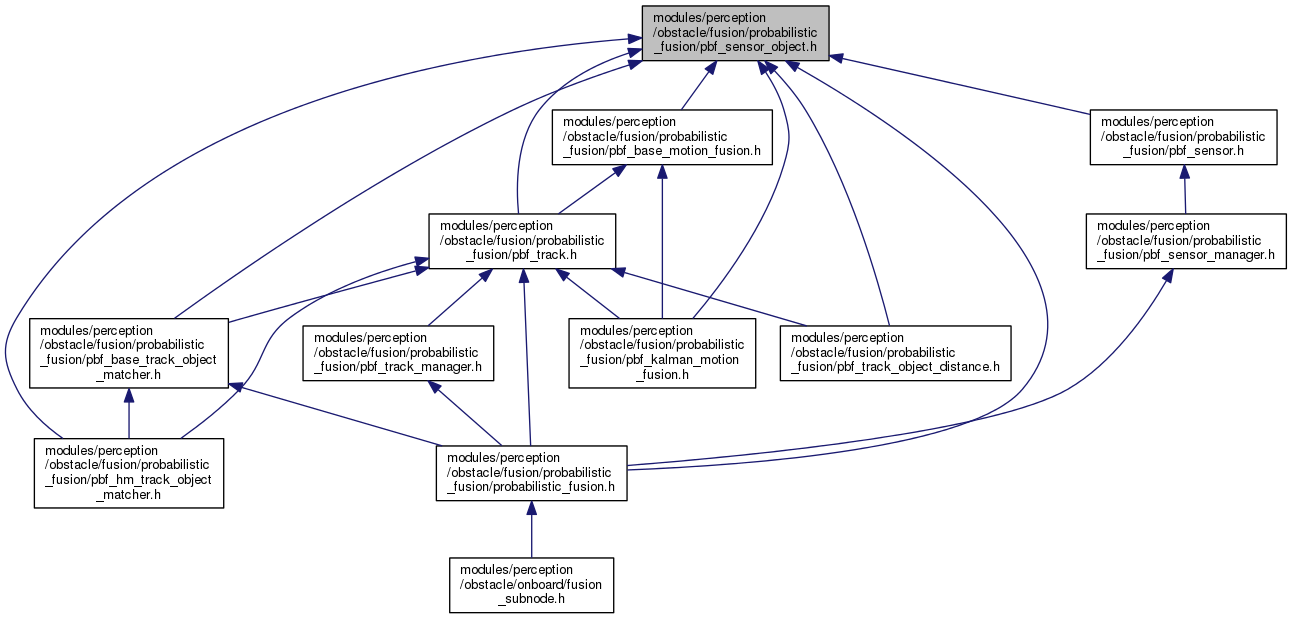 modules/perception
/obstacle/fusion/probabilistic
_fusion/pbf_sensor_object.h
modules/perception
/obstacle/fusion/probabilistic
_fusion/pbf_base_motion_fusion.h
modules/perception
/obstacle/fusion/probabilistic
_fusion/pbf_sensor.h
modules/perception
/obstacle/fusion/probabilistic
_fusion/pbf_track.h
modules/perception
/obstacle/fusion/probabilistic
_fusion/pbf_sensor_manager.h
modules/perception
/obstacle/fusion/probabilistic
_fusion/pbf_base_track_object
_matcher.h
modules/perception
/obstacle/fusion/probabilistic
_fusion/pbf_track_manager.h
modules/perception
/obstacle/fusion/probabilistic
_fusion/pbf_kalman_motion
_fusion.h
modules/perception
/obstacle/fusion/probabilistic
_fusion/pbf_track_object_distance.h
modules/perception
/obstacle/fusion/probabilistic
_fusion/pbf_hm_track_object
_matcher.h
modules/perception
/obstacle/fusion/probabilistic
_fusion/probabilistic_fusion.h
modules/perception
/obstacle/onboard/fusion
_subnode.h